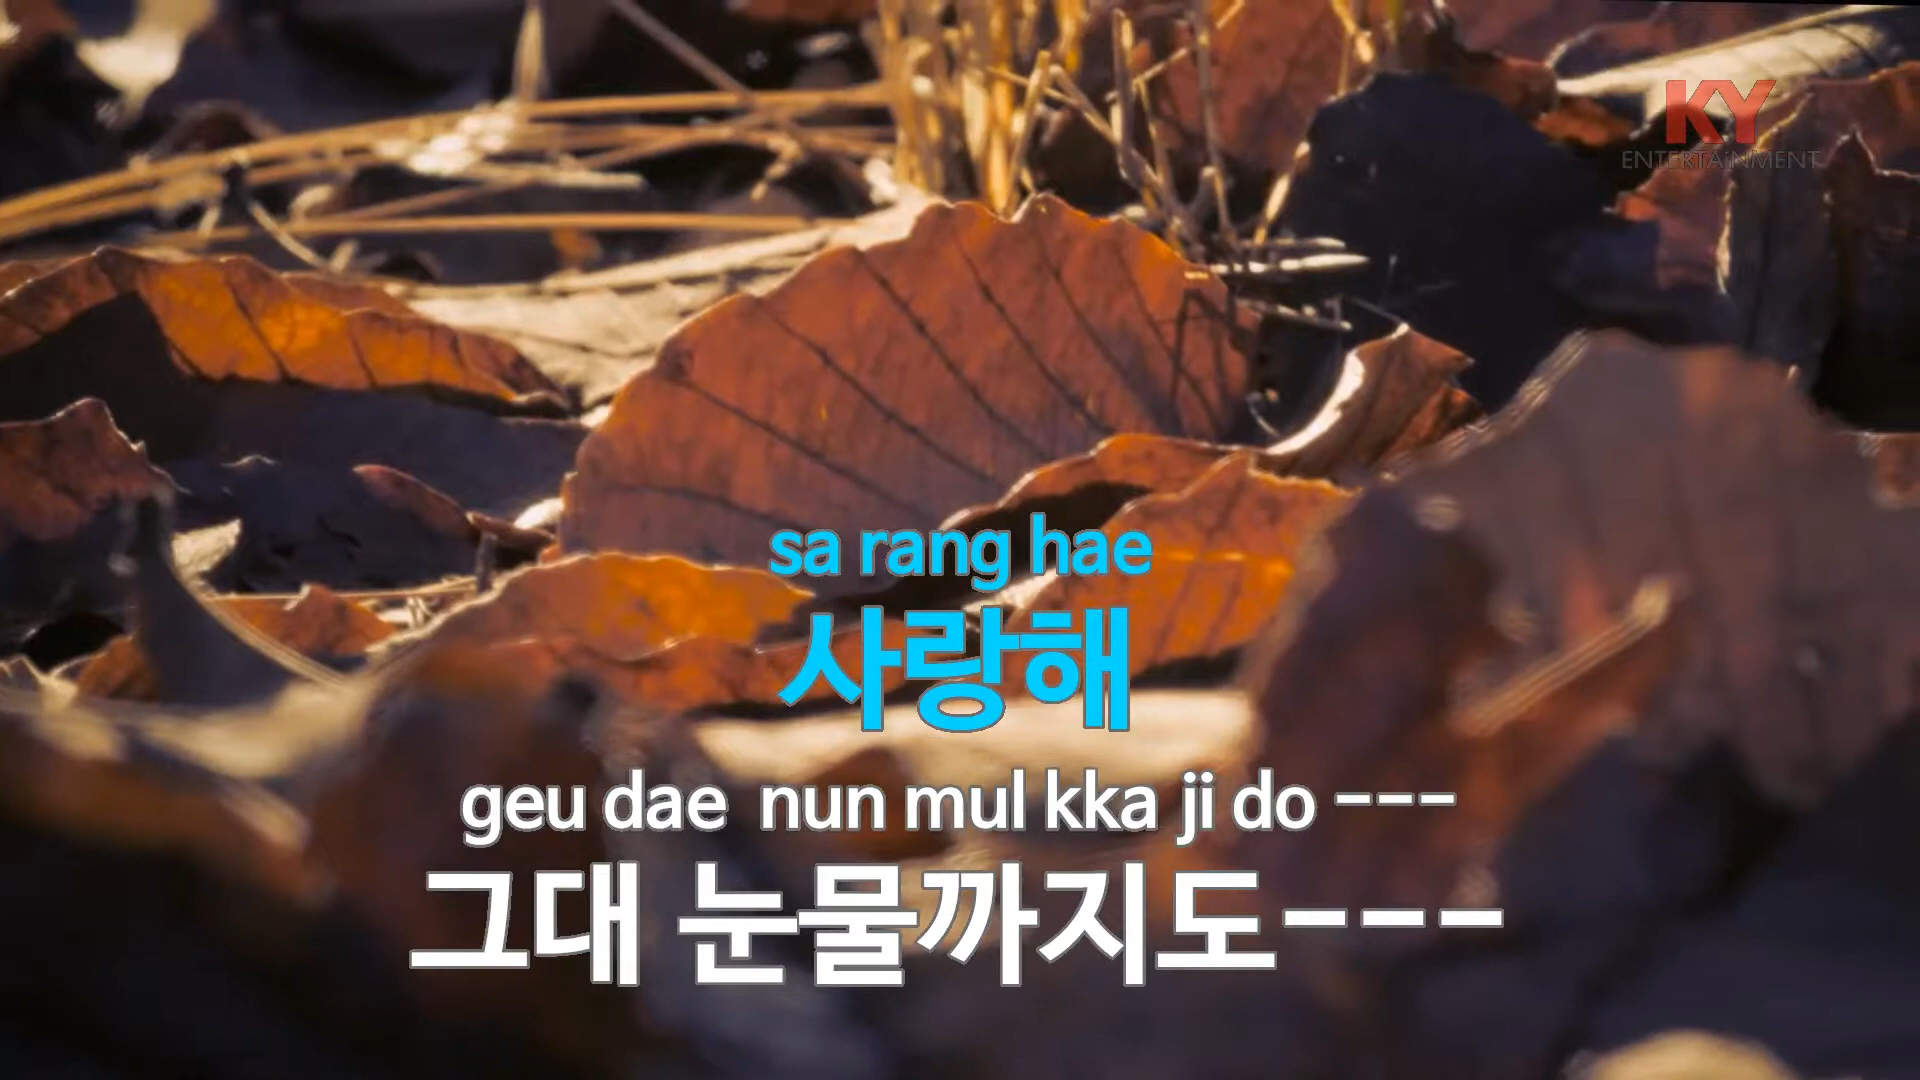 KY
ENTERTAINMENT
sa rang hae
사랑해
geu dae nun mul kka ji do ---
그대 눈물까지도---